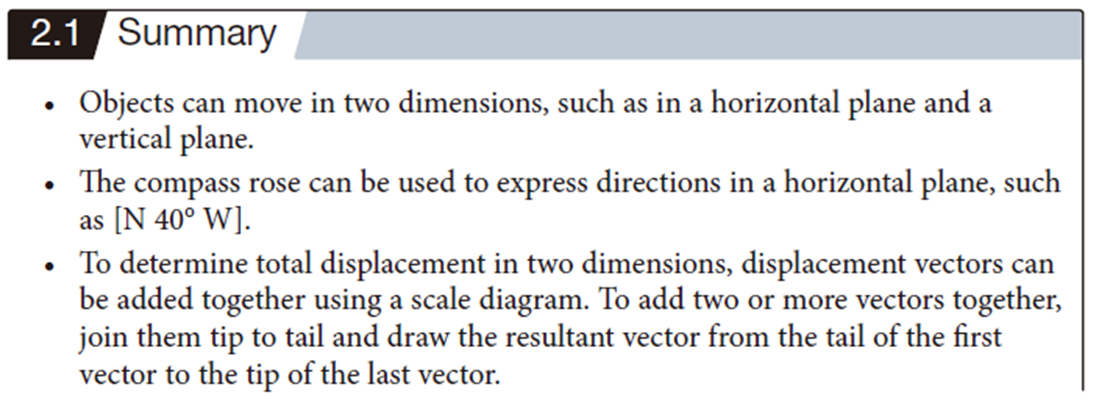 2.1 Summary
• Objects can move in two dimensions, such as in a horizontal plane and a
vertical plane.
• The compass rose can be used to express directions in a horizontal plane, such
as [N 40° W].
• To determine total displacement in two dimensions, displacement vectors can
be added together using a scale diagram. To add two or more vectors together,
join them tip to tail and draw the resultant vector from the tail of the first
vector to the tip of the last vector.